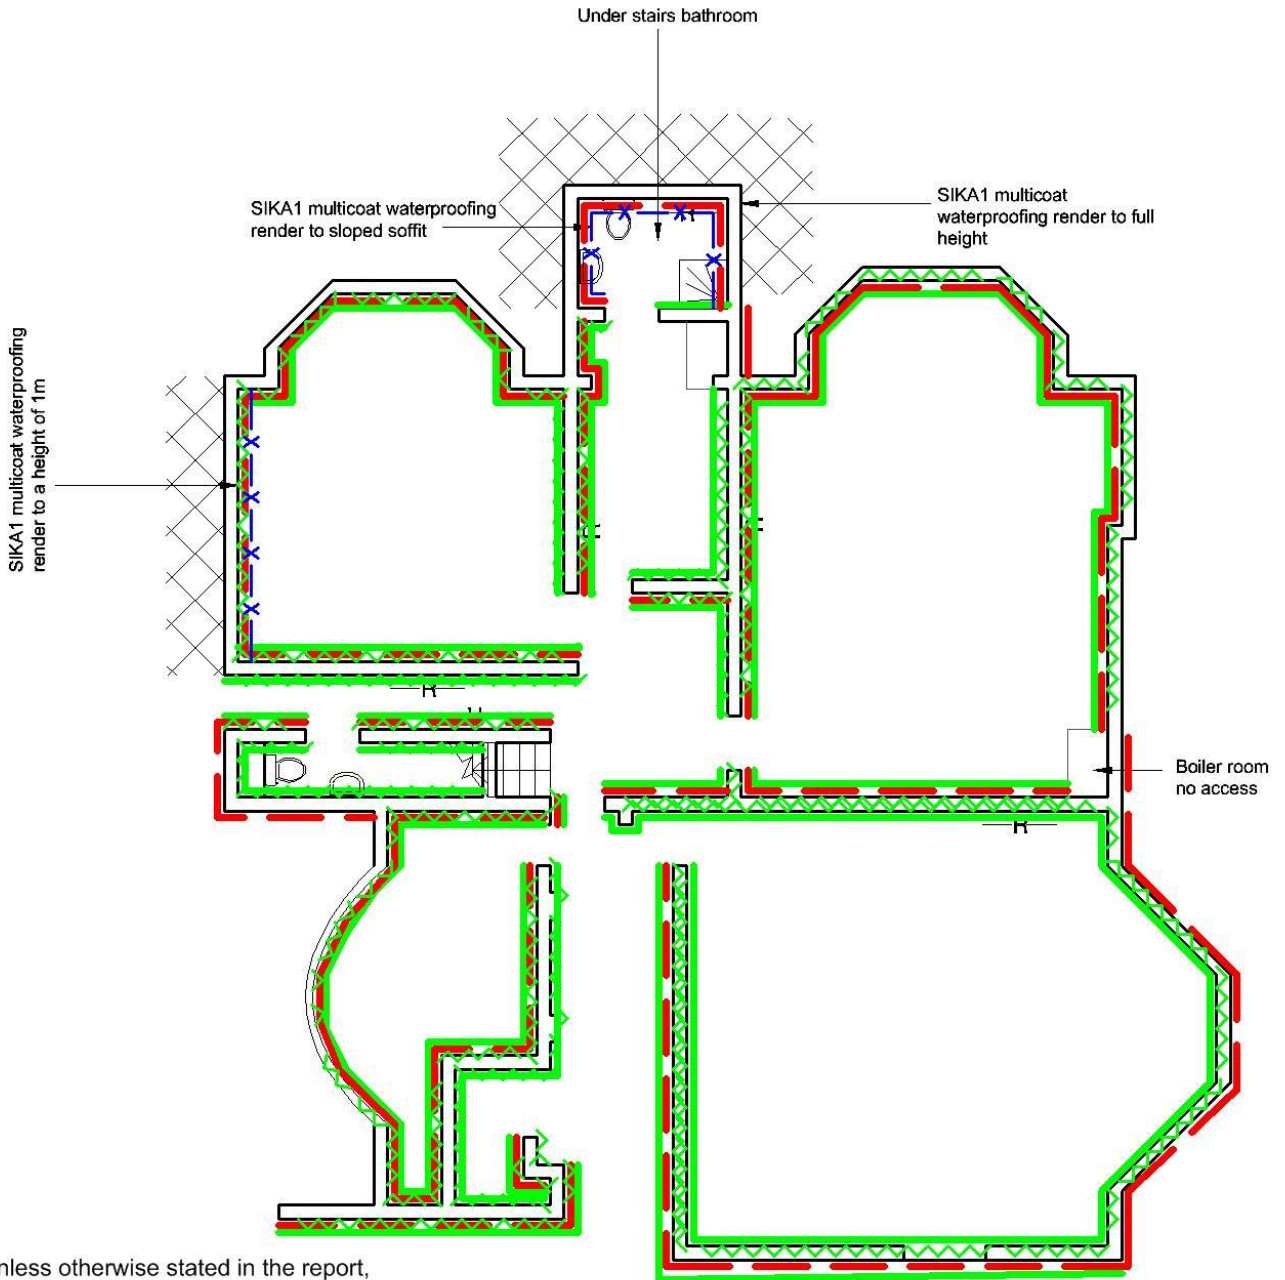 Under stairs bathroom
SIKA1 multicoat waterproofing
render to sloped soffit
SIKA1 multicoat
waterproofing render to full
height
SIKA1 multicoat waterproofing
render to a height of 1m
R
Boiler room
no access
R
nless otherwise stated in the report,